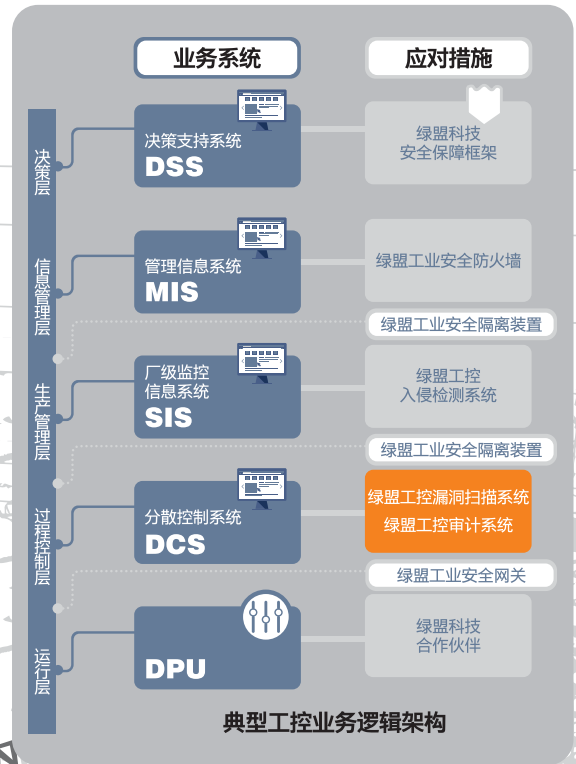 业务系统
应对措施
决策层
决策支持系统
DSS
绿盟科技
安全保障框架
信息管理层
管理信息系统
MIS
绿盟工业安全防火墙
绿盟工业安全隔离装置
生产管理层
厂级监控
信息系统
SIS
绿盟工控
入侵检测系统
绿盟工业安全隔离装置
过程控制层
分散控制系统
DCS
绿盟工控漏洞扫描系统
绿盟工控审计系统
绿盟工业安全网关
运行层
DPU
绿盟科技
合作伙伴
典型工控业务逻辑架构